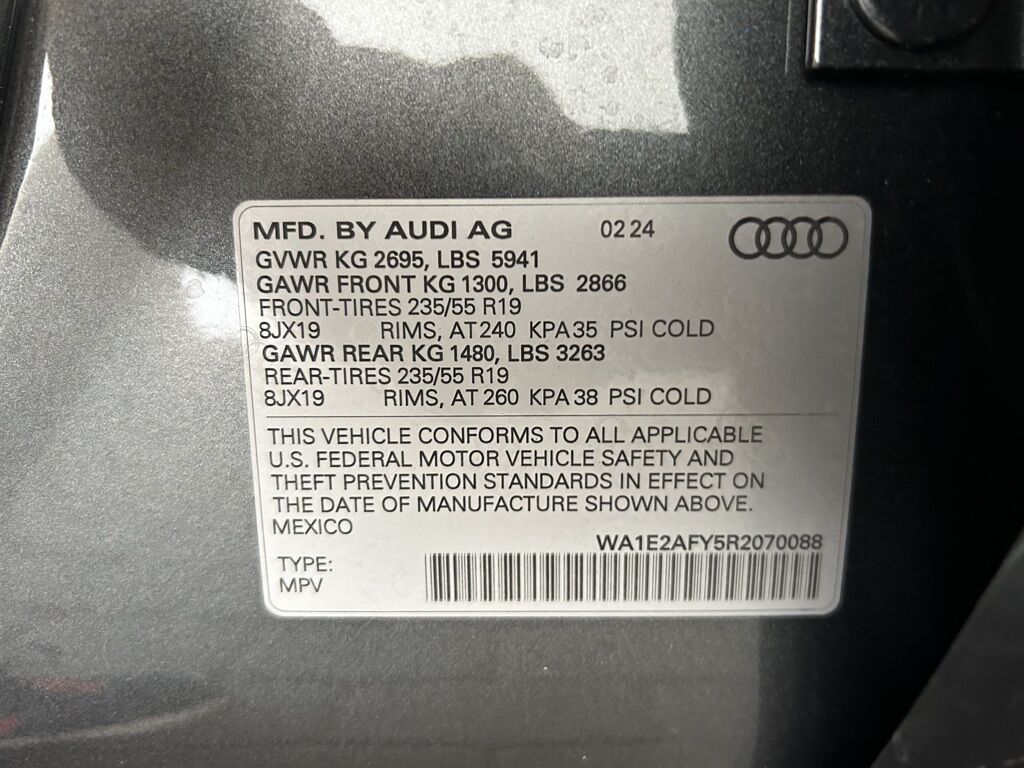 MFD. BY AUDI AG 02 24
GVWR KG 2695, LBS 5941
GAWR FRONT KG 1300, LBS 2866
FRONT-TIRES 235/55 R19
8JX19 RIMS, AT 240 KPA 35 PSI COLD
GAWR REAR KG 1480, LBS 3263
REAR-TIRES 235/55 R19
8JX19 RIMS, AT 260 KPA 38 PSI COLD
THIS VEHICLE CONFORMS TO ALL APPLICABLE
U.S. FEDERAL MOTOR VEHICLE SAFETY AND
THEFT PREVENTION STANDARDS IN EFFECT ON
THE DATE OF MANUFACTURE SHOWN ABOVE.
MEXICO
WA1E2AFY5R2070088
TYPE:
MPV